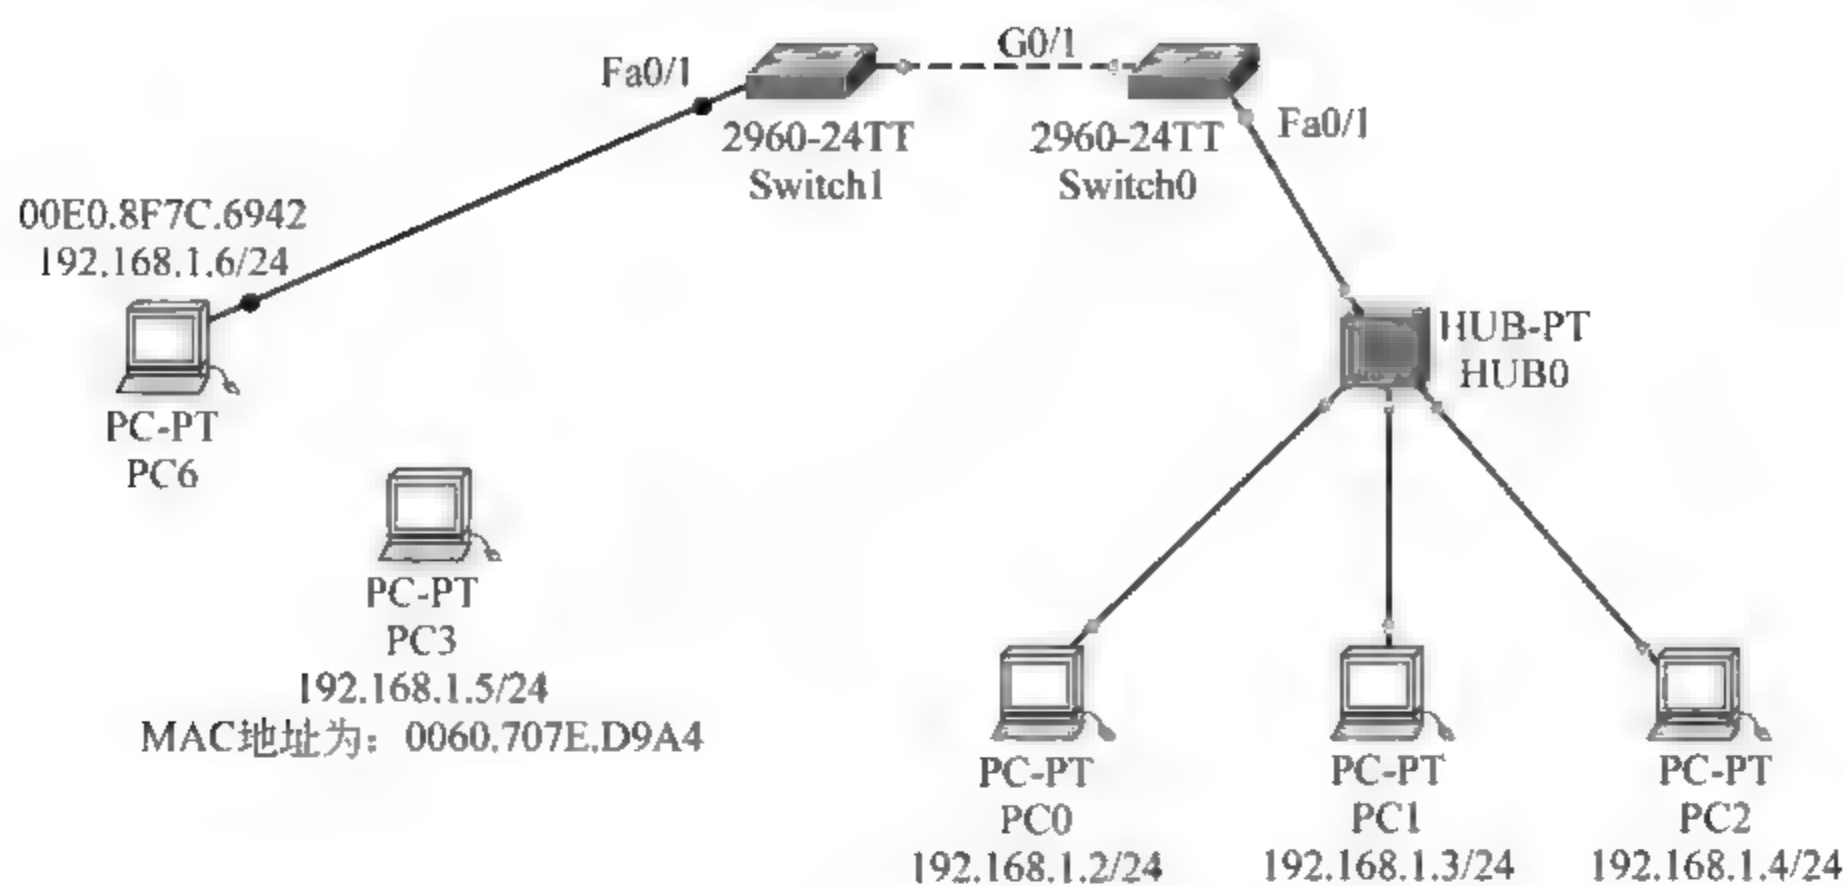 Fa0/1
G0/1
Fa0/1
2960-24TT
Switch1
2960-24TT
Switch0
00E0.8F7C.6942
192.168.1.6/24
PC-PT
PC6
HUB-PT
HUB0
PC-PT
PC3
192.168.1.5/24
MAC地址为：0060.707E.D9A4
PC-PT
PC0
192.168.1.2/24
PC-PT
PC1
192.168.1.3/24
PC-PT
PC2
192.168.1.4/24